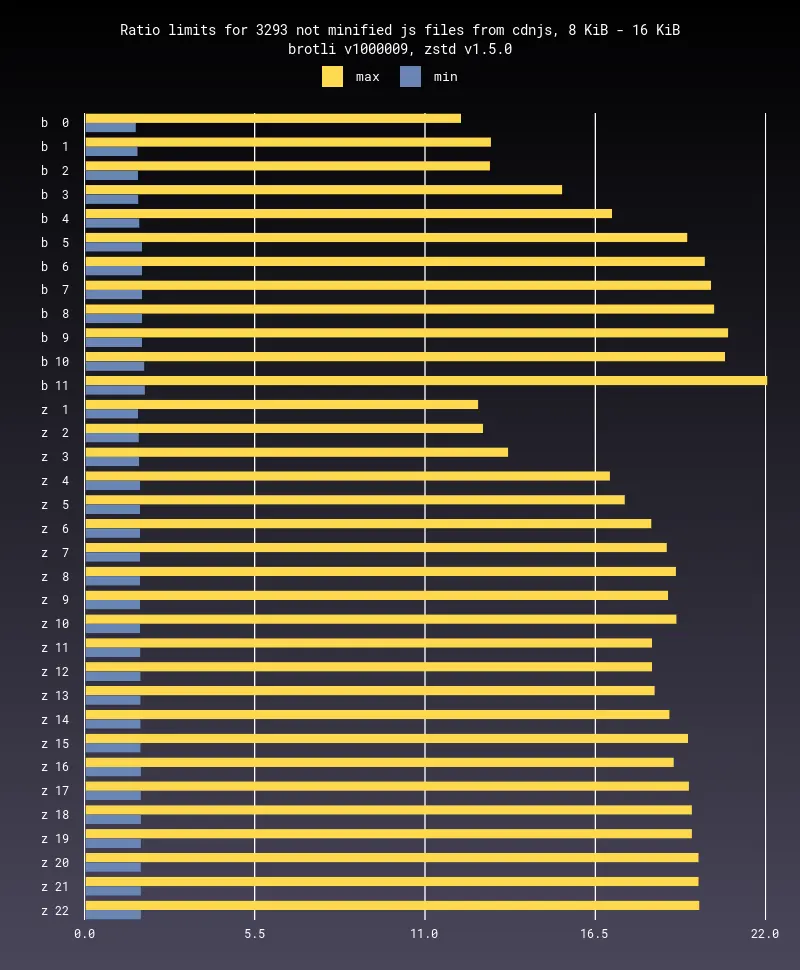 Ratio limits for 3293 not minified js files from cdnjs, 8 KiB - 16 KiB
brotli v1000009, zstd v1.5.0
max min
b 0
b 1
b 2
b 3
b 4
b 5
b 6
b 7
b 8
b 9
b 10
b 11
z 1
z 2
z 3
z 4
z 5
z 6
z 7
z 8
z 9
z 10
z 11
z 12
z 13
z 14
z 15
z 16
z 17
z 18
z 19
z 20
z 21
z 22
0.0 5.5 11.0 16.5 22.0